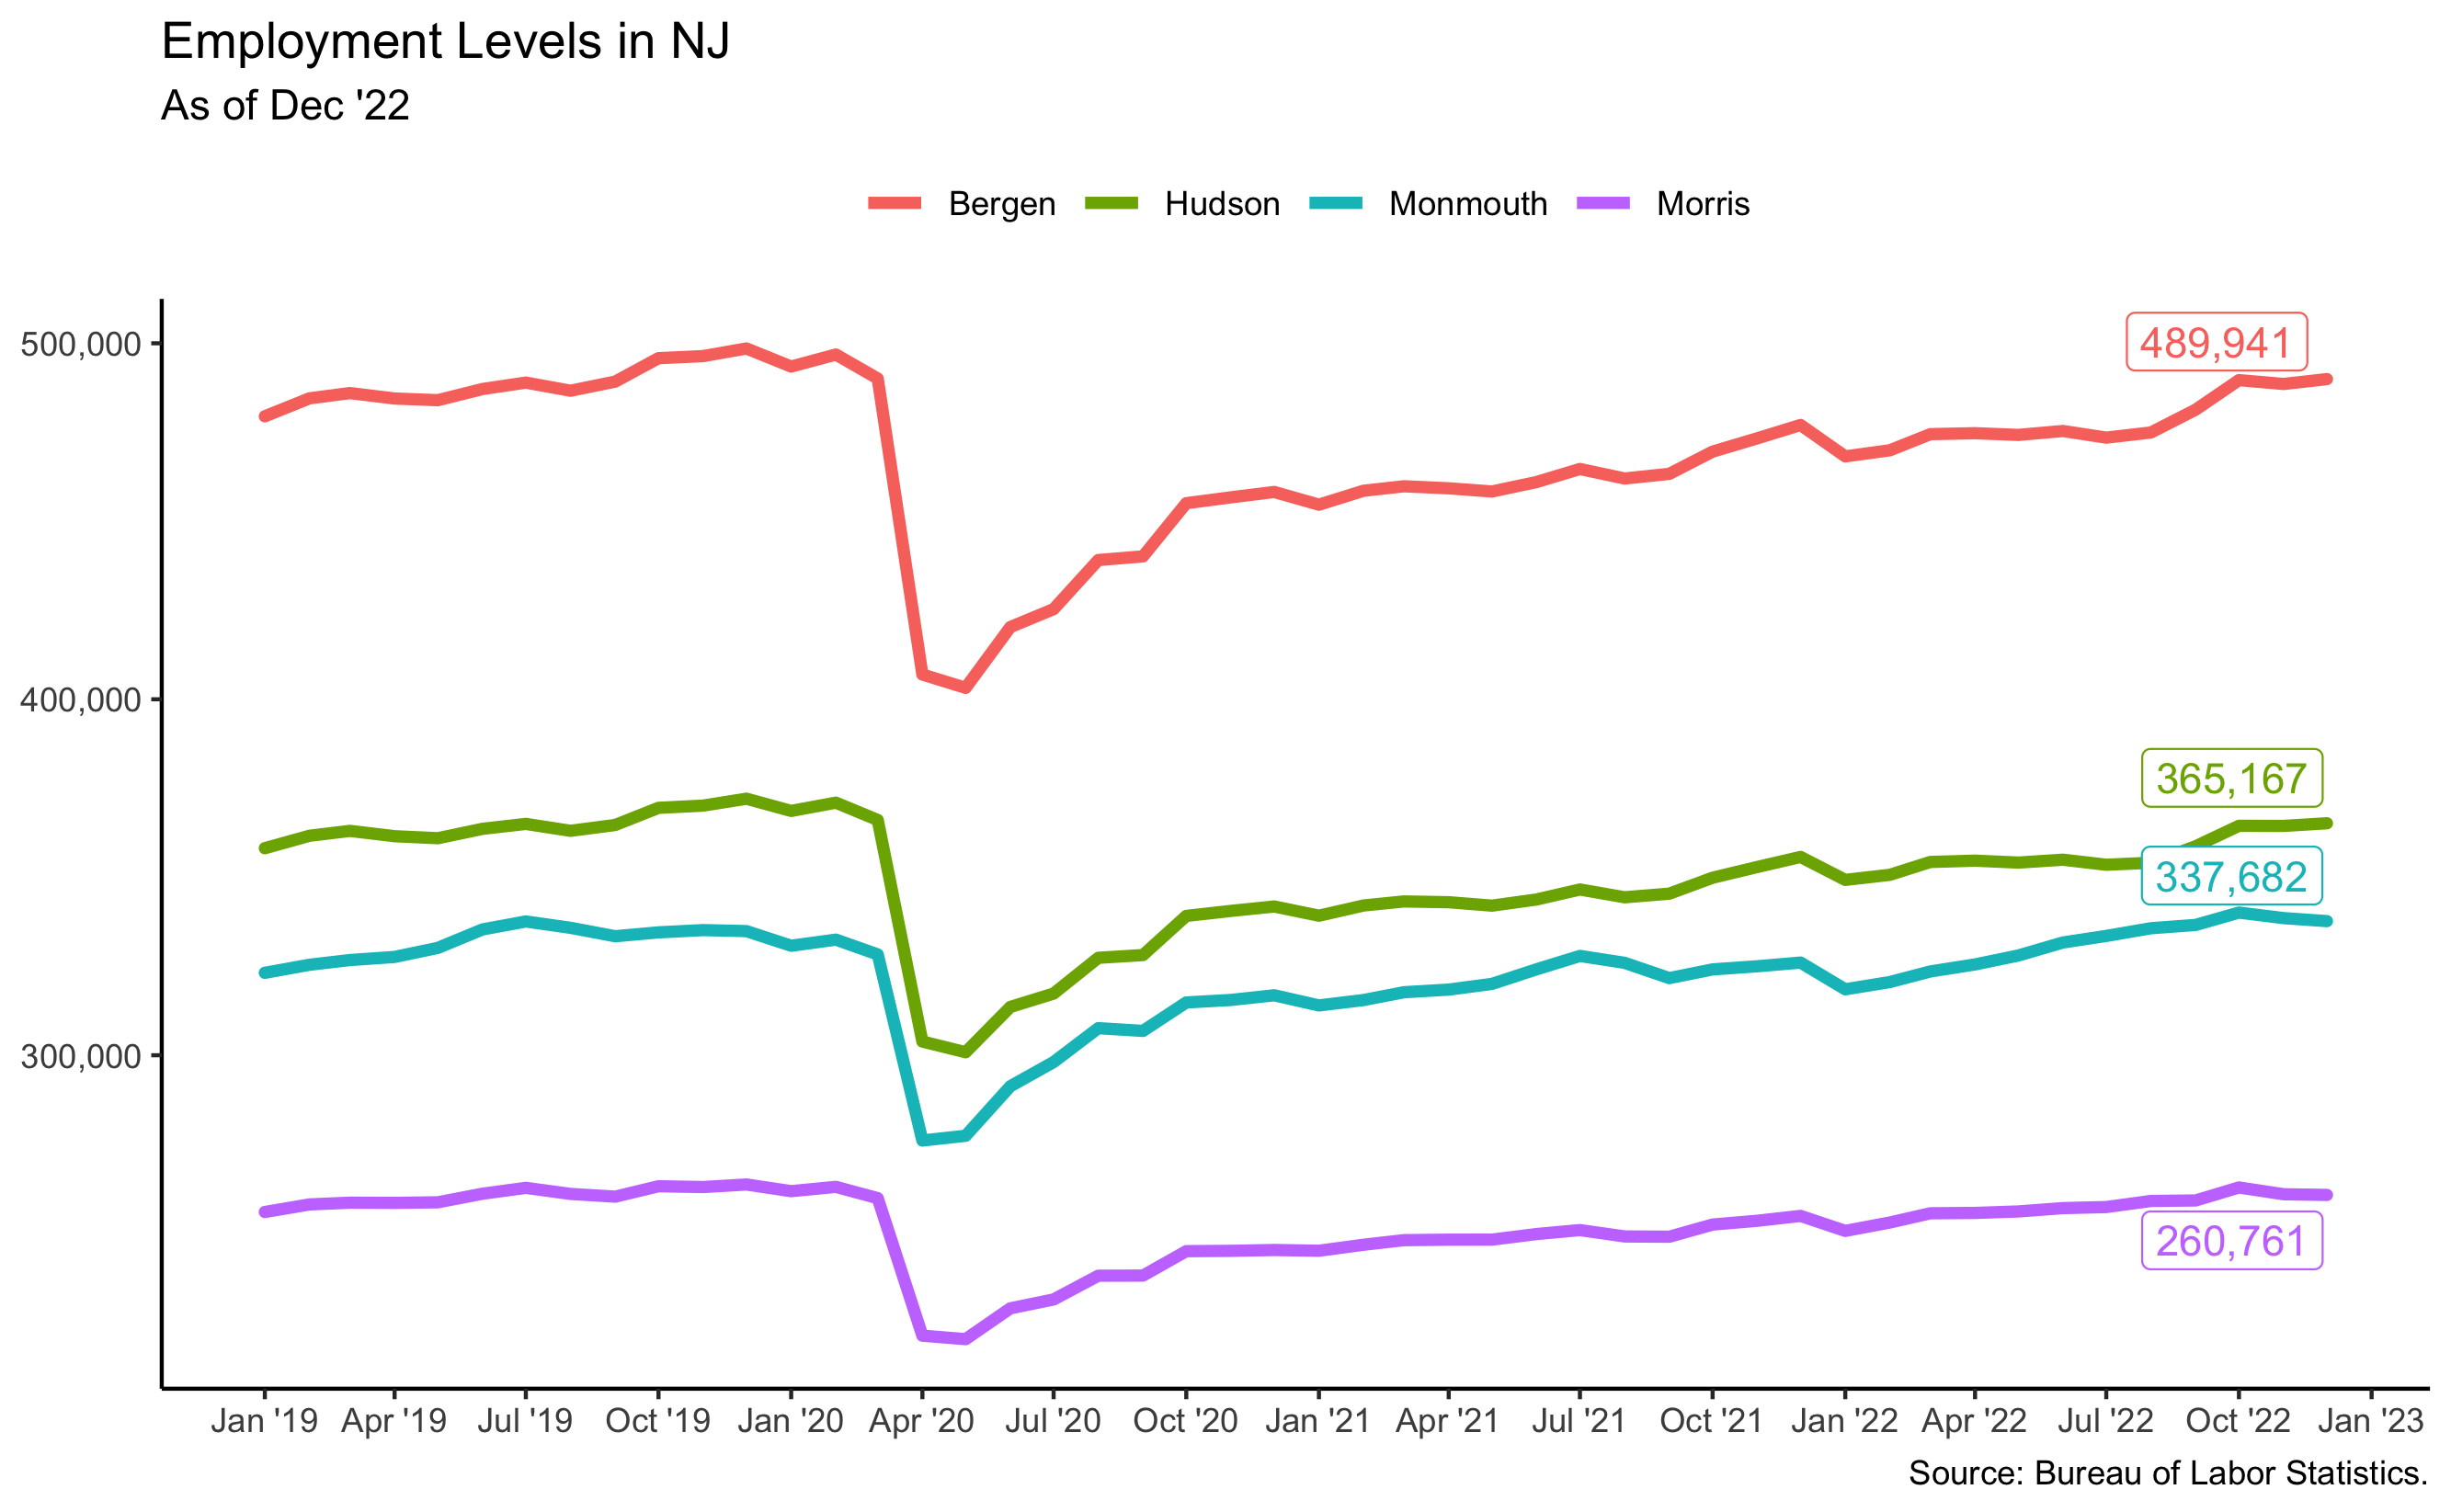 Employment Levels in NJ
As of Dec '22
Bergen Hudson Monmouth Morris
500,000
400,000
300,000
489,941
365,167
337,682
260,761
Jan '19 Apr '19 Jul '19 Oct '19 Jan '20 Apr '20 Jul '20 Oct '20 Jan '21 Apr '21 Jul '21 Oct '21 Jan '22 Apr '22 Jul '22 Oct '22 Jan '23
Source: Bureau of Labor Statistics.